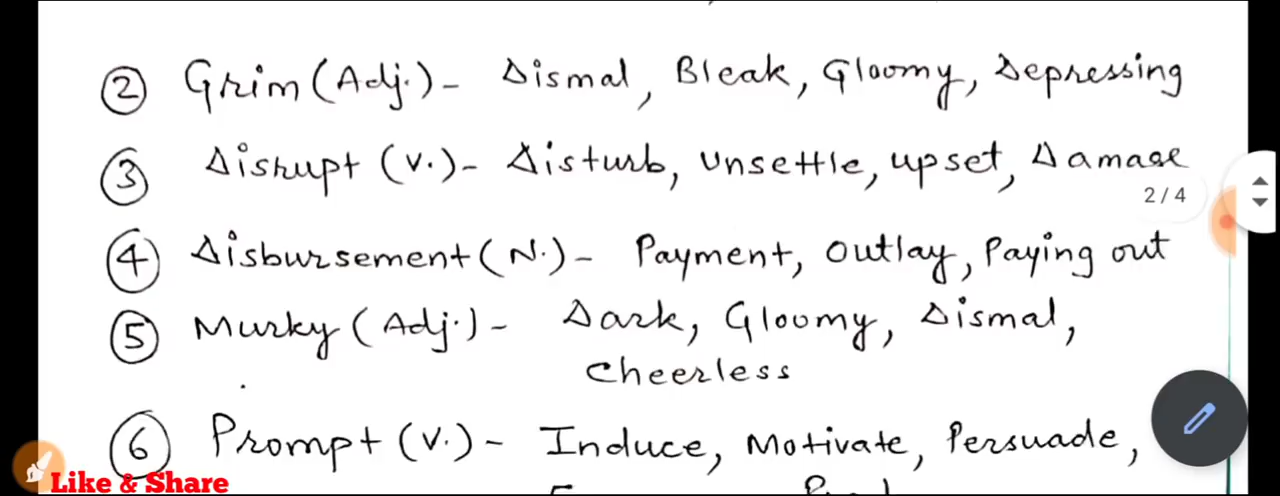 ② Grim (Adj.) - Dismal, Bleak, Gloomy, Depressing
③ Disrupt (V.) - Disturb, Unsettle, upset, Damage
2/4
④ Disbursement (N.) - Payment, Outlay, Paying out
⑤ Murky (Adj.) - Dark, Gloomy, Dismal,
Cheerless
⑥ Prompt (V.) - Induce, Motivate, Persuade,
Like & Share